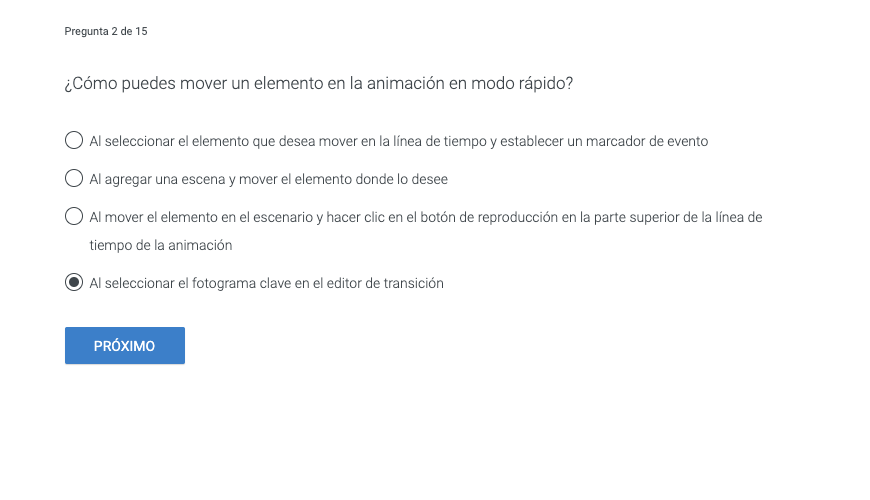 Pregunta 2 de 15
¿Cómo puedes mover un elemento en la animación en modo rápido?
Al seleccionar el elemento que desea mover en la línea de tiempo y establecer un marcador de evento
Al agregar una escena y mover el elemento donde lo desee
Al mover el elemento en el escenario y hacer clic en el botón de reproducción en la parte superior de la línea de
tiempo de la animación
Al seleccionar el fotograma clave en el editor de transición
PRÓXIMO